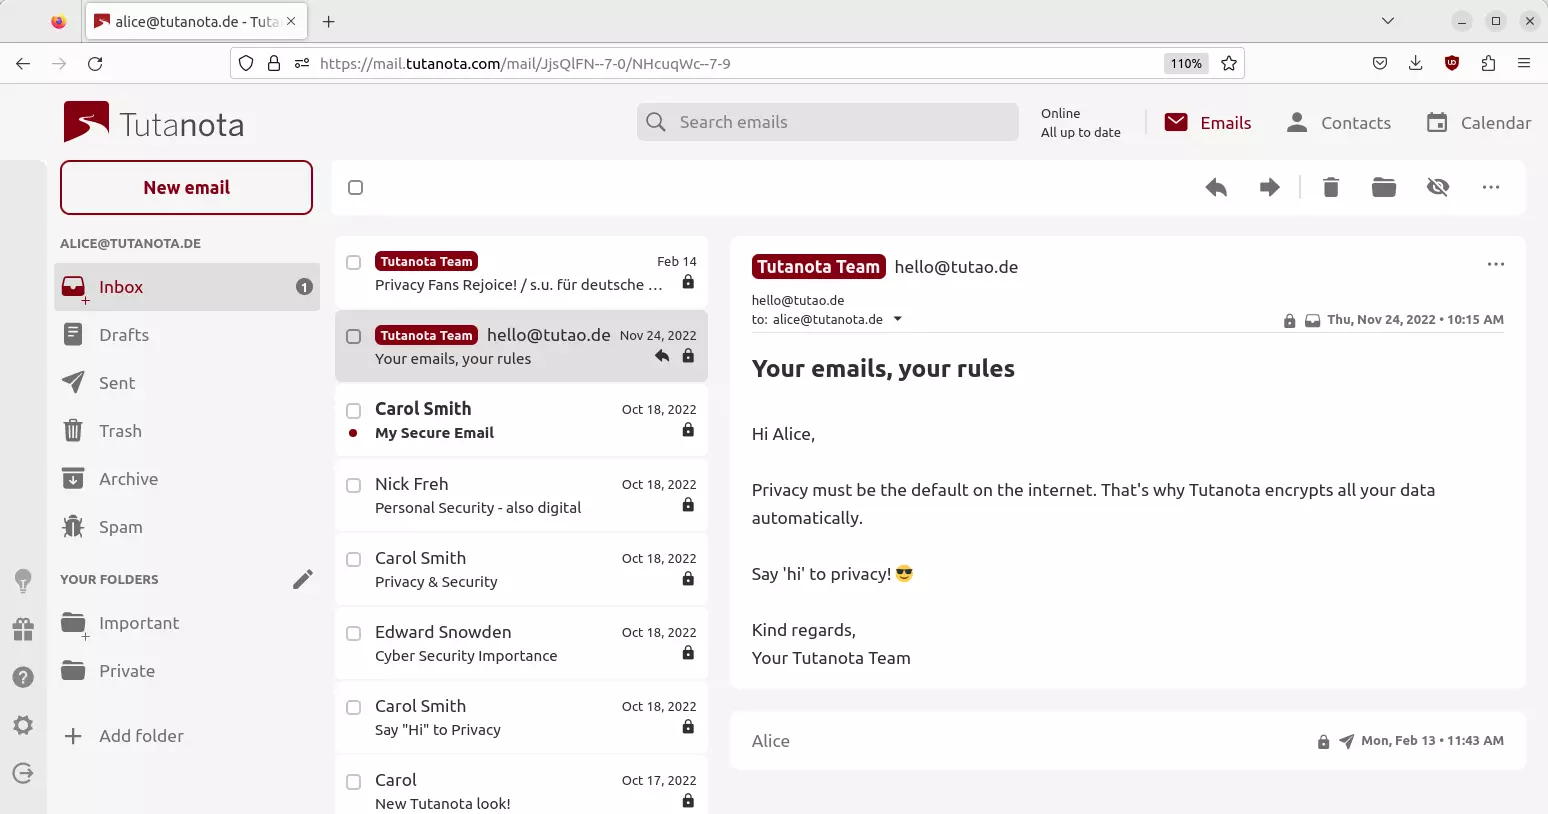 alice@tutanota.de - Tuta
https://mail.tutanota.com/mail/JjsQlFN--7-0/NHcuqWc--7-9
110%
Tutanota
Search emails
Online
All up to date
Emails
Contacts
Calendar
New email
ALICE@TUTANOTA.DE
Inbox
1
Drafts
Sent
Trash
Archive
Spam
YOUR FOLDERS
Important
Private
Add folder
Tutanota Team Feb 14
Privacy Fans Rejoice! / s.u. für deutsche ...
Tutanota Team hello@tutao.de Nov 24, 2022
Your emails, your rules
Carol Smith Oct 18, 2022
My Secure Email
Nick Freh Oct 18, 2022
Personal Security - also digital
Carol Smith Oct 18, 2022
Privacy & Security
Edward Snowden Oct 18, 2022
Cyber Security Importance
Carol Smith Oct 18, 2022
Say "Hi" to Privacy
Carol Oct 17, 2022
New Tutanota look!
Tutanota Team hello@tutao.de
hello@tutao.de
to: alice@tutanota.de
Thu, Nov 24, 2022 • 10:15 AM
Your emails, your rules
Hi Alice,
Privacy must be the default on the internet. That's why Tutanota encrypts all your data
automatically.
Say 'hi' to privacy! 😎
Kind regards,
Your Tutanota Team
Alice
Mon, Feb 13 • 11:43 AM